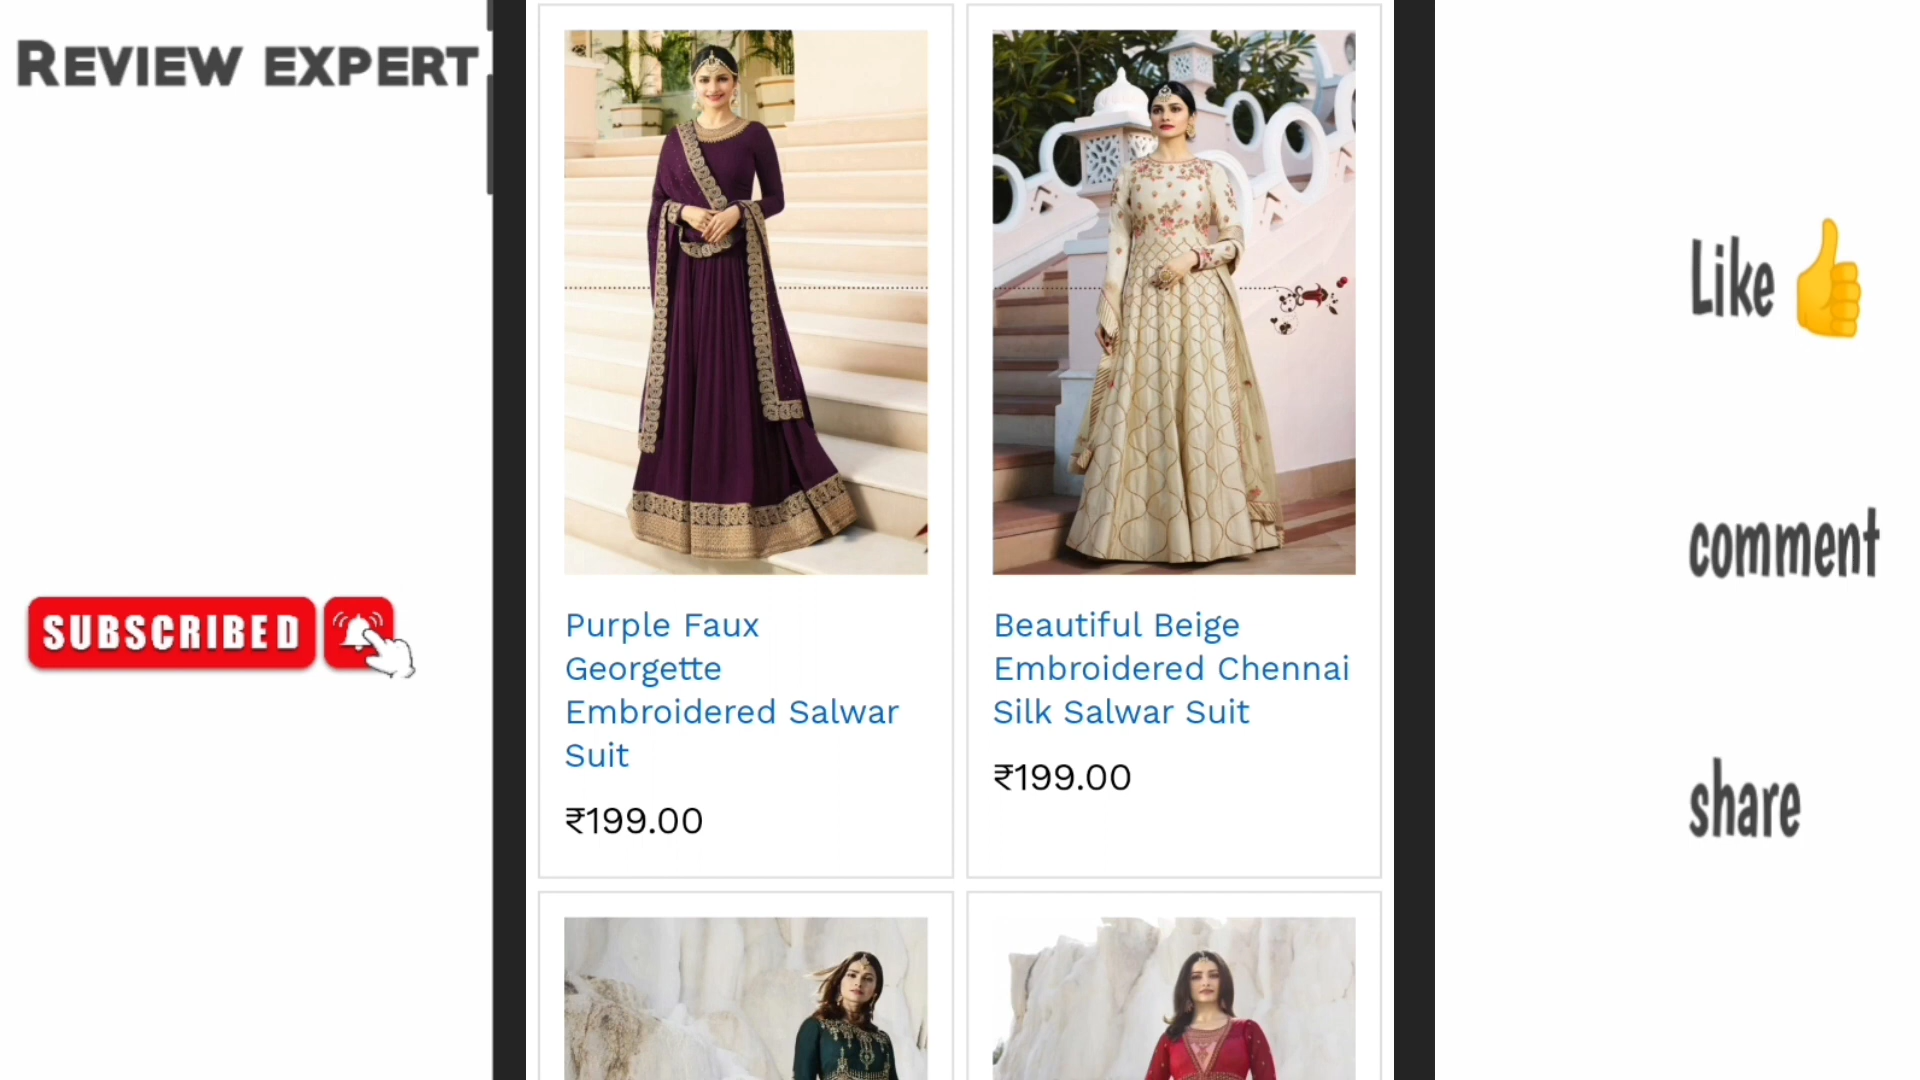 REVIEW EXPERT
SUBSCRIBED
Purple Faux
Georgette
Embroidered Salwar
Suit
₹199.00
Beautiful Beige
Embroidered Chennai
Silk Salwar Suit
₹199.00
Like
comment
share